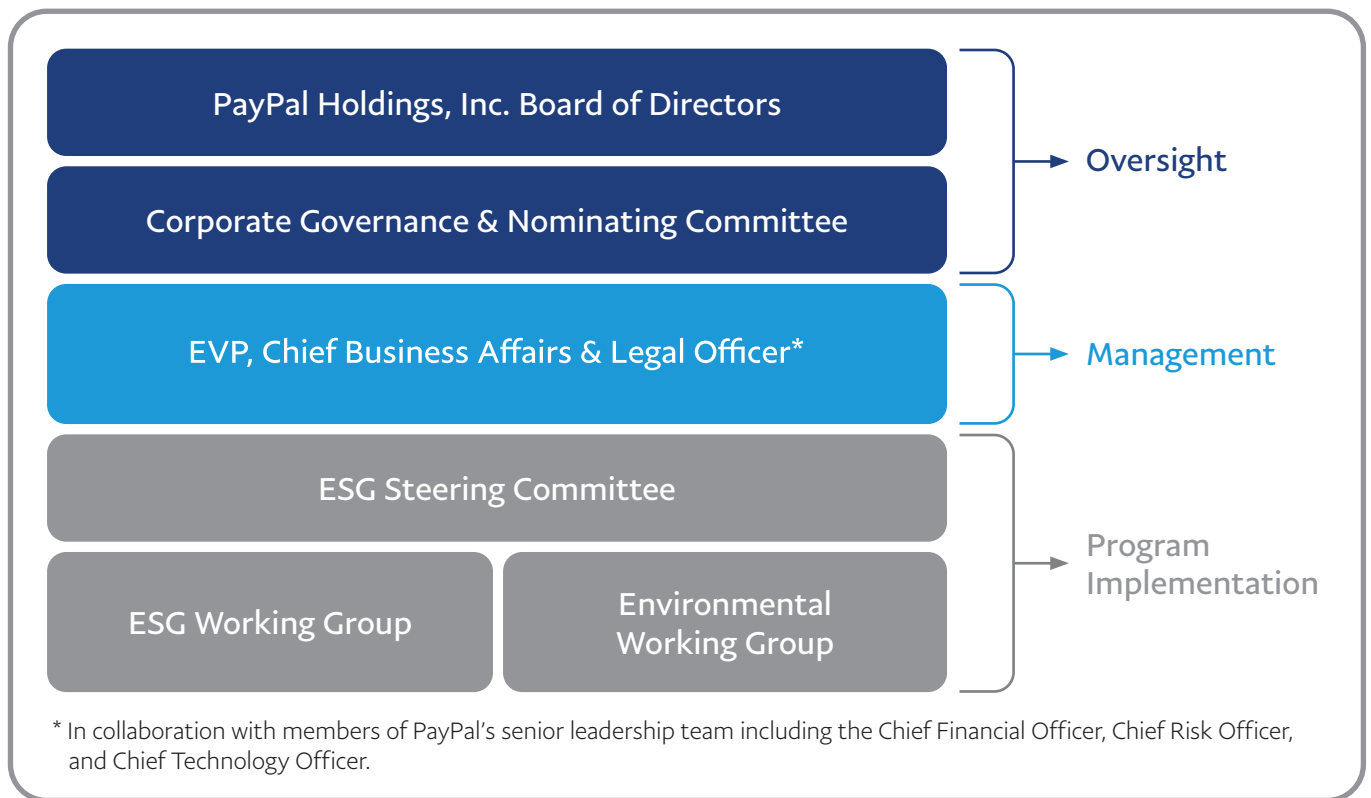 PayPal Holdings, Inc. Board of Directors
Corporate Governance & Nominating Committee
Oversight
EVP, Chief Business Affairs & Legal Officer*
Management
ESG Steering Committee
ESG Working Group
Environmental
Working Group
Program
Implementation
* In collaboration with members of PayPal’s senior leadership team including the Chief Financial Officer, Chief Risk Officer,
and Chief Technology Officer.